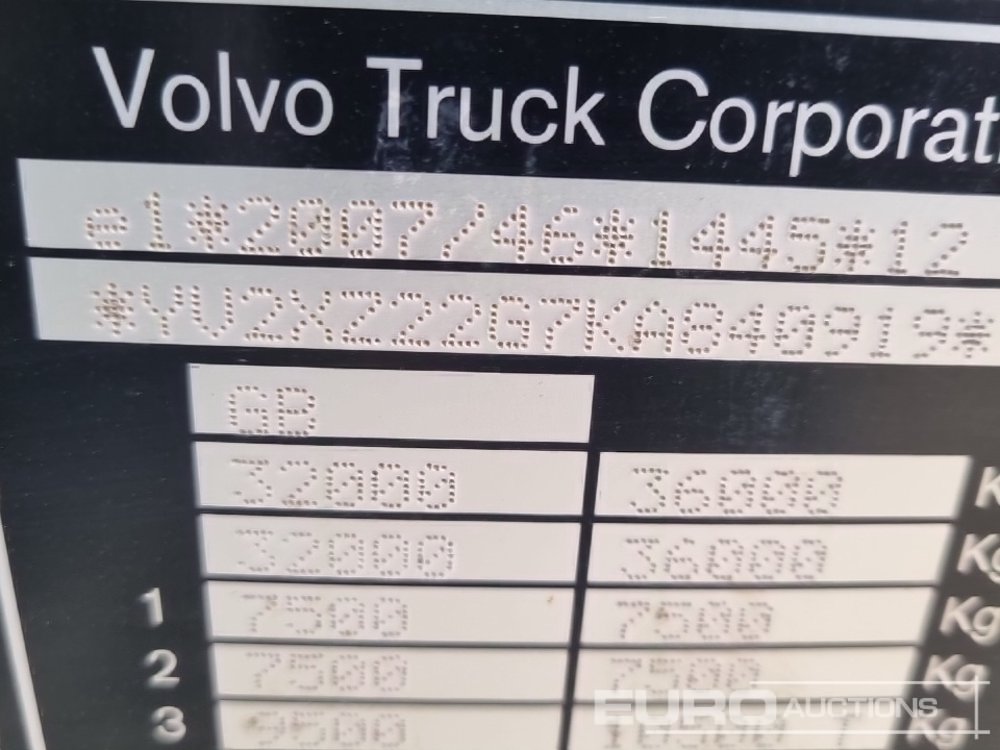 Volvo Truck Corporati
e1*2007/46*1445*12
*YV2XZ22G7KA840919*
GB
32000 36000 K
32000 36000 Kg
1 7500 7500 Kg
2 7500 7500 Kg
3 9500 Kg
EURO AUCTIONS